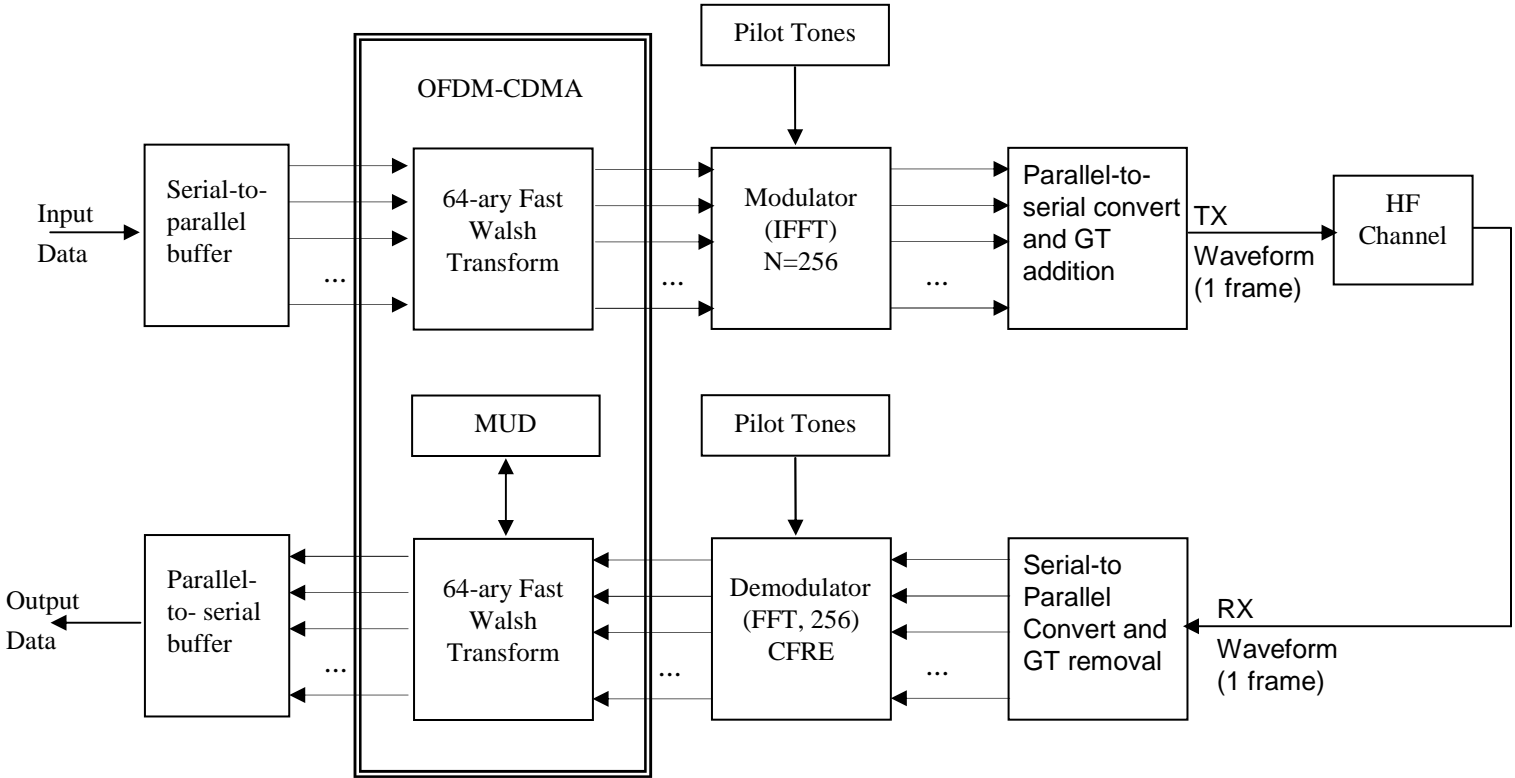 Pilot Tones
OFDM-CDMA
Input
Data
Serial-to-
parallel
buffer
...
64-ary Fast
Walsh
Transform
...
Modulator
(IFFT)
N=256
...
Parallel-to-
serial convert
and GT
addition
TX
Waveform
(1 frame)
HF
Channel
MUD
Pilot Tones
Output
Data
Parallel-
to- serial
buffer
...
64-ary Fast
Walsh
Transform
...
Demodulator
(FFT, 256)
CFRE
...
Serial-to
Parallel
Convert and
GT removal
RX
Waveform
(1 frame)